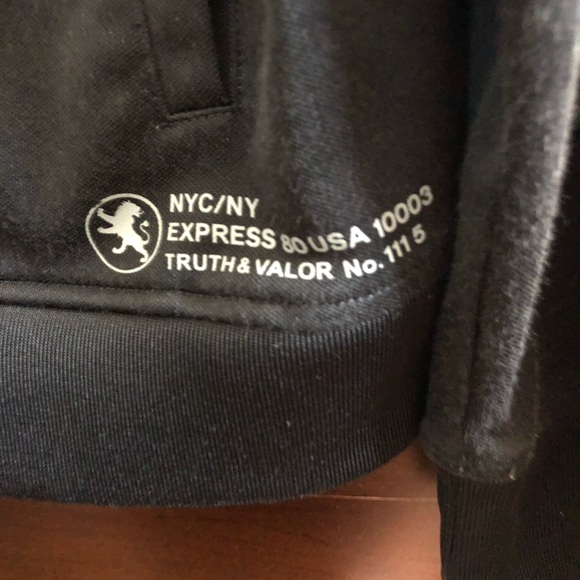 NYC/NY
EXPRESS 80 USA 10003
TRUTH & VALOR No. 111 5